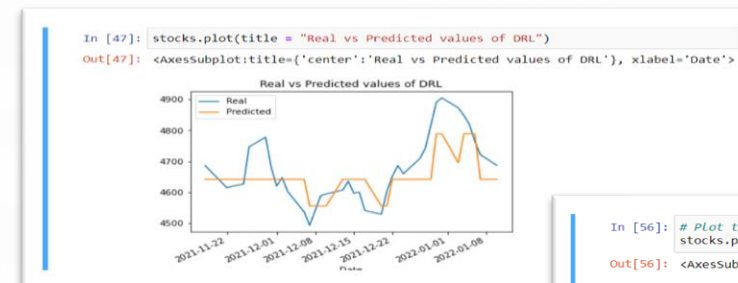 In [47]: stocks.plot(title = "Real vs Predicted values of DRL")
Out[47]: <AxesSubplot:title={'center':'Real vs Predicted values of DRL'}, xlabel='Date'>
Real vs Predicted values of DRL
Real
Predicted
4900
4800
4700
4600
4500
2021-11-22
2021-12-01
2021-12-08
2021-12-15
2021-12-22
2022-01-01
2022-01-08
Date
In [56]: # Plot t
stocks.p
Out[56]: <AxesSub